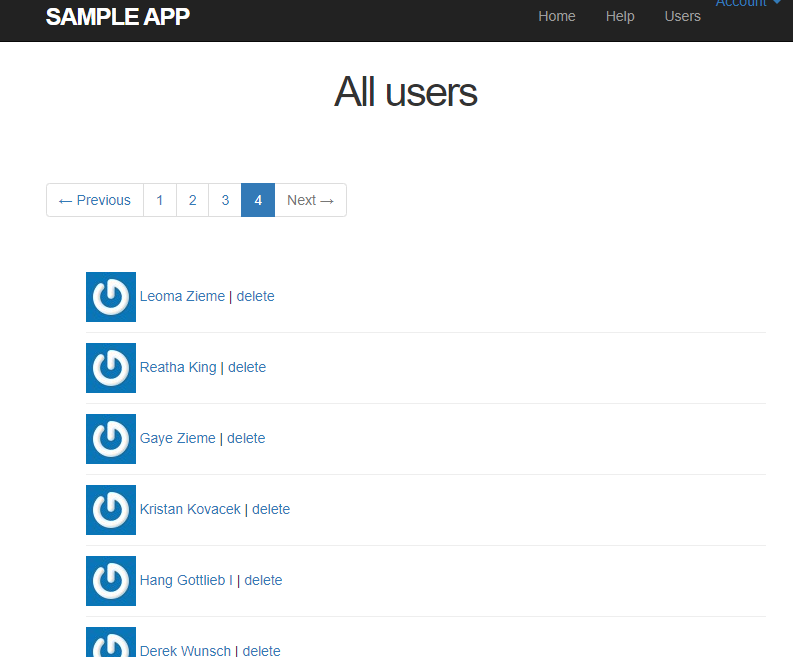 SAMPLE APP Home Help Users Account
All users
← Previous 1 2 3 4 Next →
Leoma Zieme | delete
Reatha King | delete
Gaye Zieme | delete
Kristan Kovacek | delete
Hang Gottlieb I | delete
Derek Wunsch | delete